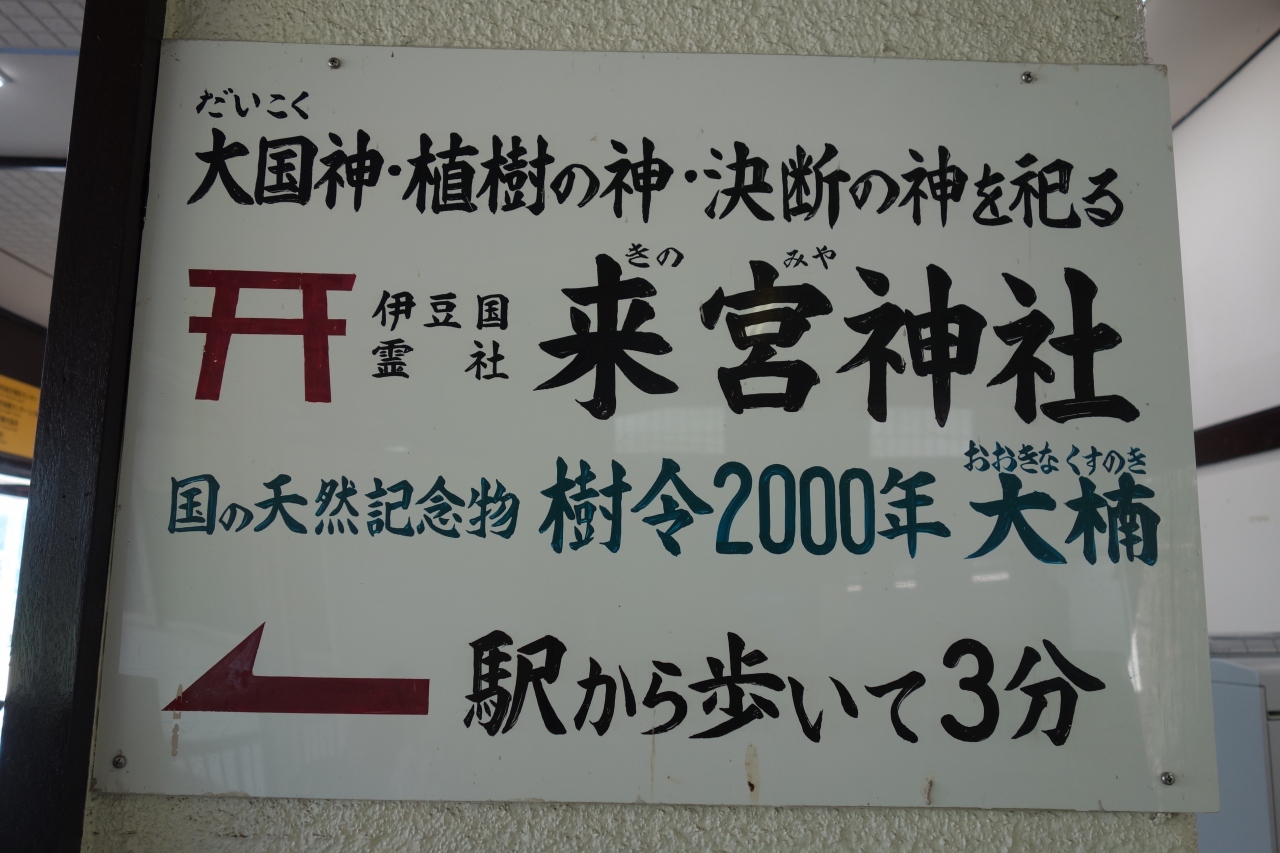 だいこく
大国神・植樹の神・決断の神を祀る
きの みや
伊豆国
霊社
来宮神社
おおきなくすのき
国の天然記念物 樹令2000年 大楠
駅から歩いて3分